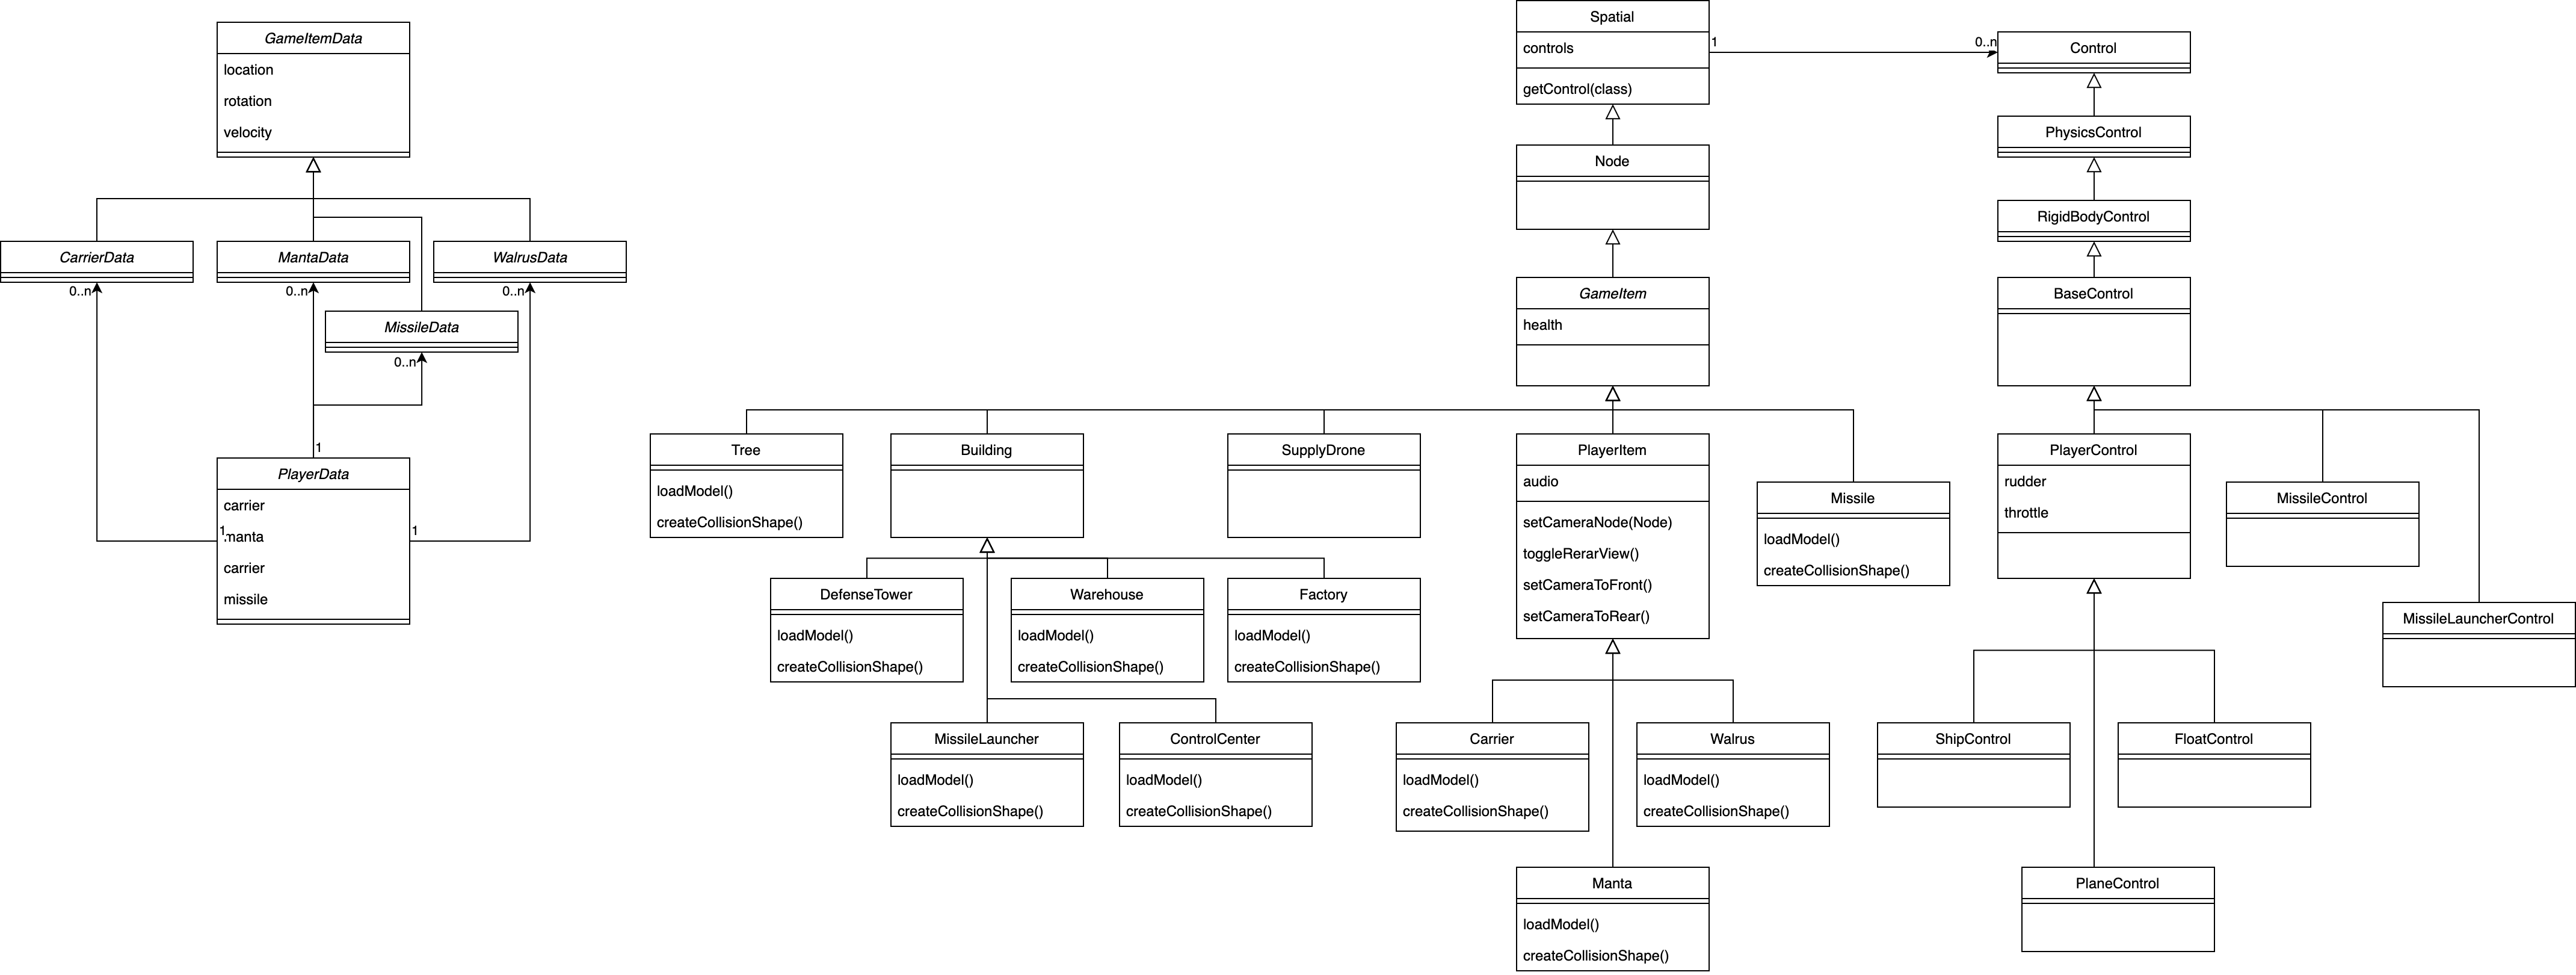 GameItemData
location
rotation
velocity
CarrierData
MantaData
WalrusData
0..n
0..n
0..n
MissileData
0..n
1
PlayerData
carrier
1
manta
1
carrier
missile
Spatial
controls
getControl(class)
1
0..n
Control
PhysicsControl
Node
RigidBodyControl
GameItem
health
BaseControl
Tree
loadModel()
createCollisionShape()
Building
SupplyDrone
PlayerItem
audio
setCameraNode(Node)
toggleRerarView()
setCameraToFront()
setCameraToRear()
Missile
loadModel()
createCollisionShape()
PlayerControl
rudder
throttle
MissileControl
MissileLauncherControl
DefenseTower
loadModel()
createCollisionShape()
Warehouse
loadModel()
createCollisionShape()
Factory
loadModel()
createCollisionShape()
MissileLauncher
loadModel()
createCollisionShape()
ControlCenter
loadModel()
createCollisionShape()
Carrier
loadModel()
createCollisionShape()
Walrus
loadModel()
createCollisionShape()
ShipControl
FloatControl
Manta
loadModel()
createCollisionShape()
PlaneControl